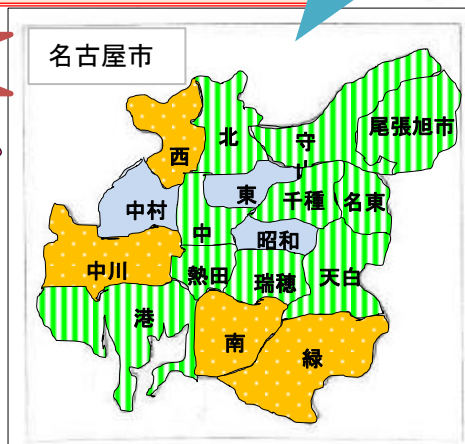 名古屋市
尾張旭市
北
守山
西
東
千種
名東
中村
中
昭和
中川
熱田
瑞穂
天白
港
南
緑